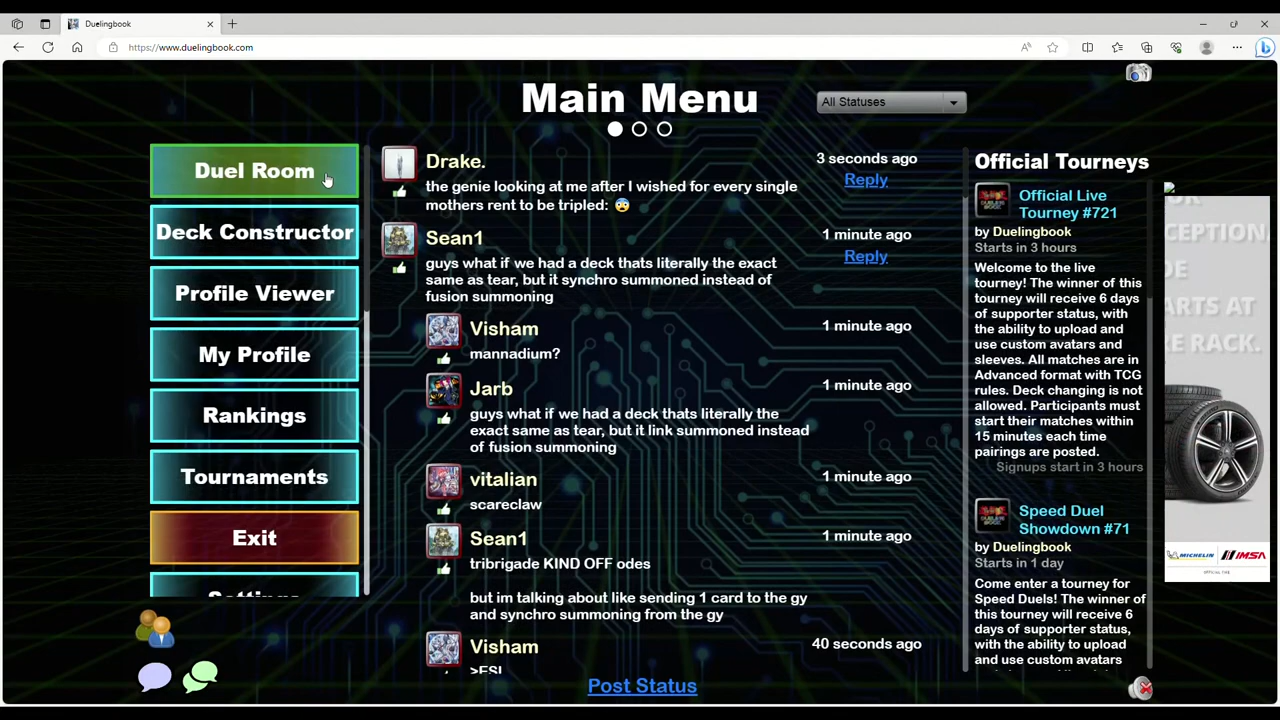 Duelingbook
https://www.duelingbook.com
Main Menu
All Statuses
Duel Room
Deck Constructor
Profile Viewer
My Profile
Rankings
Tournaments
Exit
Settings
Drake.
3 seconds ago
Reply
the genie looking at me after I wished for every single
mothers rent to be tripled: 😨
Sean1
1 minute ago
Reply
guys what if we had a deck thats literally the exact
same as tear, but it synchro summoned instead of
fusion summoning
Visham
1 minute ago
mannadium?
Jarb
1 minute ago
guys what if we had a deck thats literally the
exact same as tear, but it link summoned instead
of fusion summoning
vitalian
1 minute ago
scareclaw
Sean1
1 minute ago
tribrigade KIND OFF odes
but im talking about like sending 1 card to the gy
and synchro summoning from the gy
Visham
40 seconds ago
Post Status
Official Tourneys
Official Live
Tourney #721
by Duelingbook
Starts in 3 hours
Welcome to the live
tourney! The winner of this
tourney will receive 6 days
of supporter status, with
the ability to upload and
use custom avatars and
sleeves. All matches are in
Advanced format with TCG
rules. Deck changing is not
allowed. Participants must
start their matches within
15 minutes each time
pairings are posted.
Signups start in 3 hours
Speed Duel
Showdown #71
by Duelingbook
Starts in 1 day
Come enter a tourney for
Speed Duels! The winner of
this tourney will receive 6
days of supporter status,
with the ability to upload
and use custom avatars
MICHELIN
IMSA